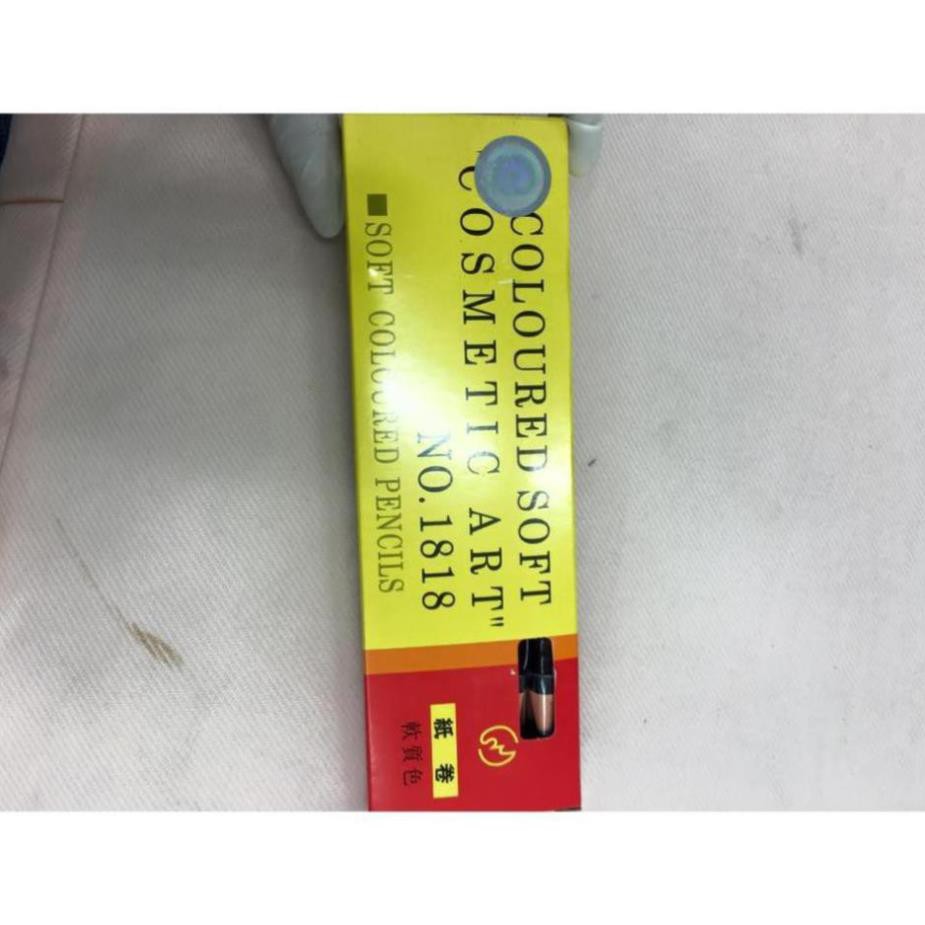 COLOURED SOFT
"COSMETIC ART"
NO.1818
SOFT COLOURED PENCILS
紙卷
軟質色